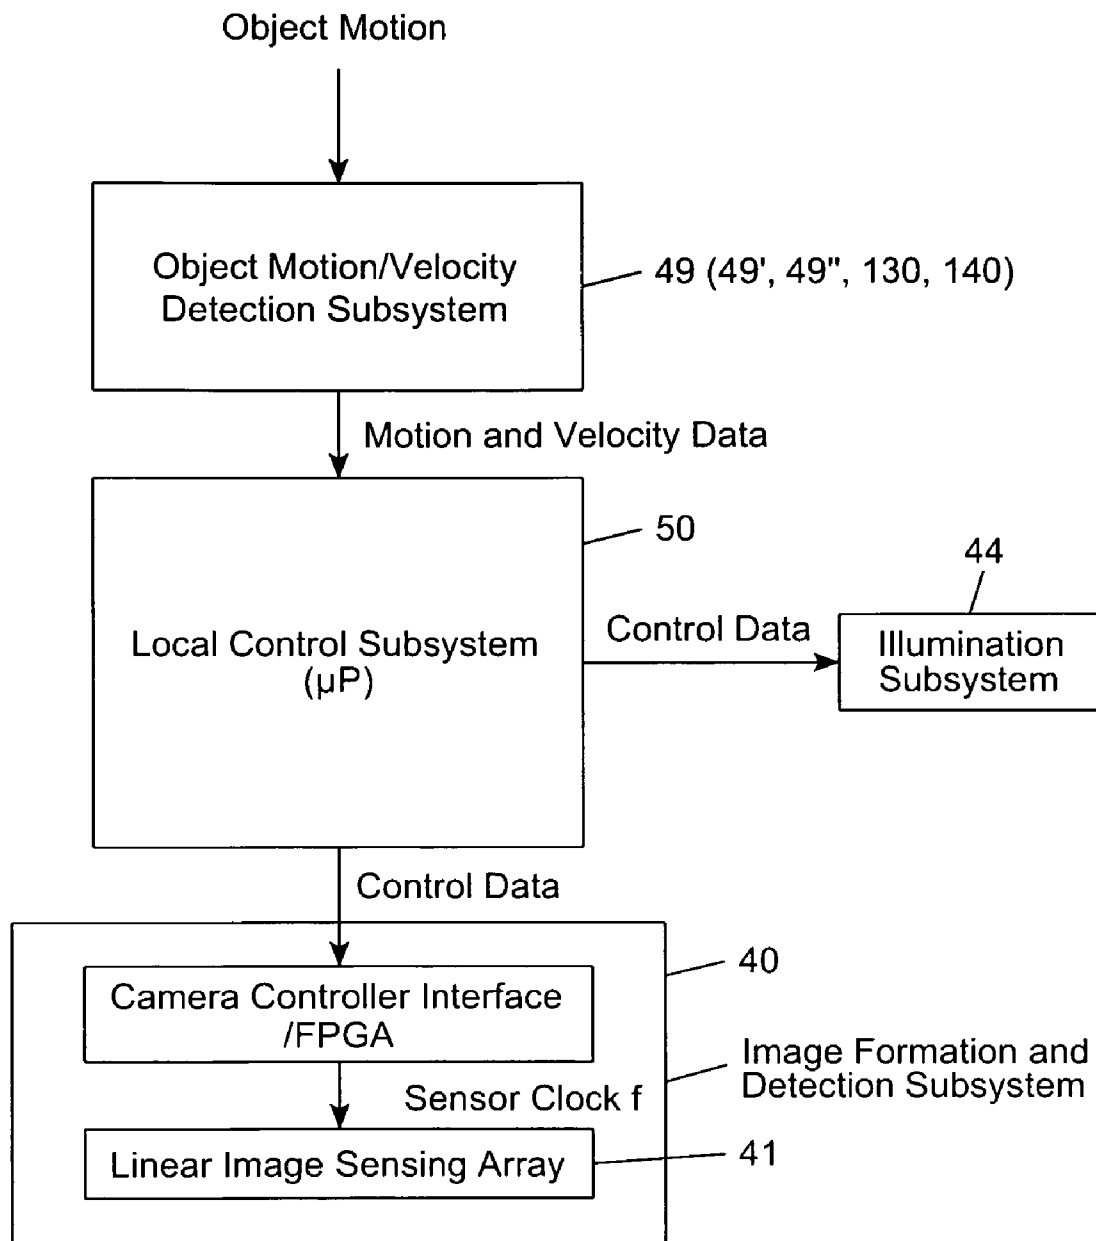 Object Motion
Object Motion/Velocity
Detection Subsystem
49 (49', 49", 130, 140)
Motion and Velocity Data
50
44
Local Control Subsystem
(µP)
Control Data
Illumination
Subsystem
Control Data
40
Camera Controller Interface
/FPGA
Image Formation and
Detection Subsystem
Sensor Clock f
Linear Image Sensing Array
41